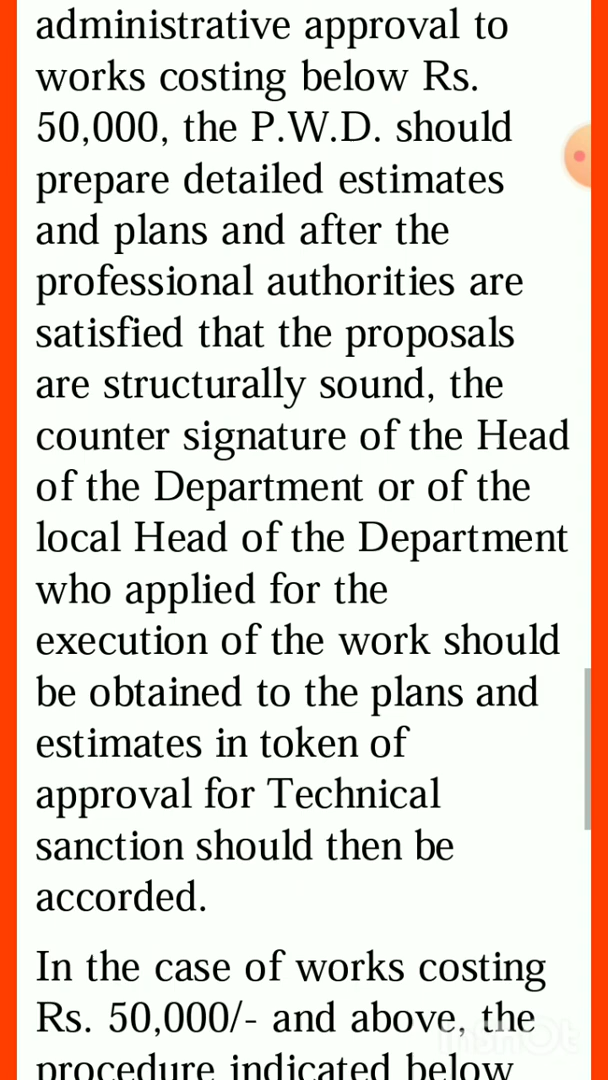 administrative approval to
works costing below Rs.
50,000, the P.W.D. should
prepare detailed estimates
and plans and after the
professional authorities are
satisfied that the proposals
are structurally sound, the
counter signature of the Head
of the Department or of the
local Head of the Department
who applied for the
execution of the work should
be obtained to the plans and
estimates in token of
approval for Technical
sanction should then be
accorded.
In the case of works costing
Rs. 50,000/- and above, the
procedure indicated below